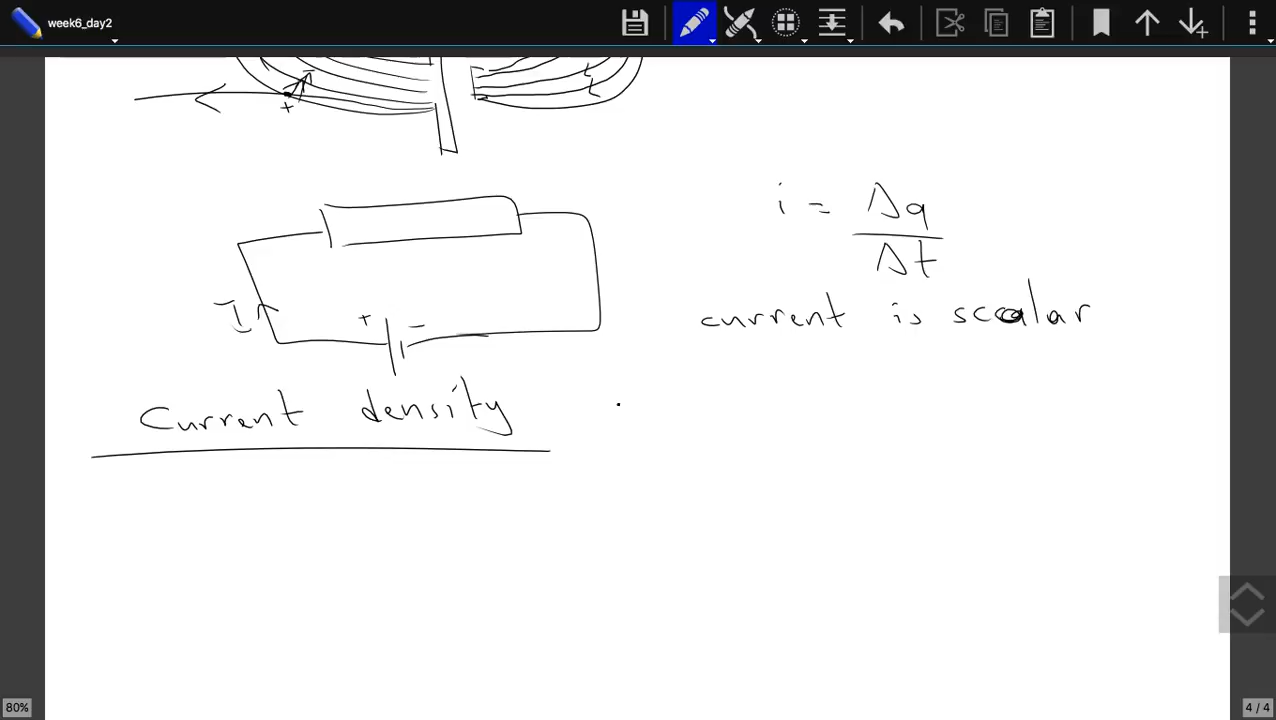 week6_day2
+
i = Δq / Δt
I
+ -
current is scalar
Current density
80%
4 / 4